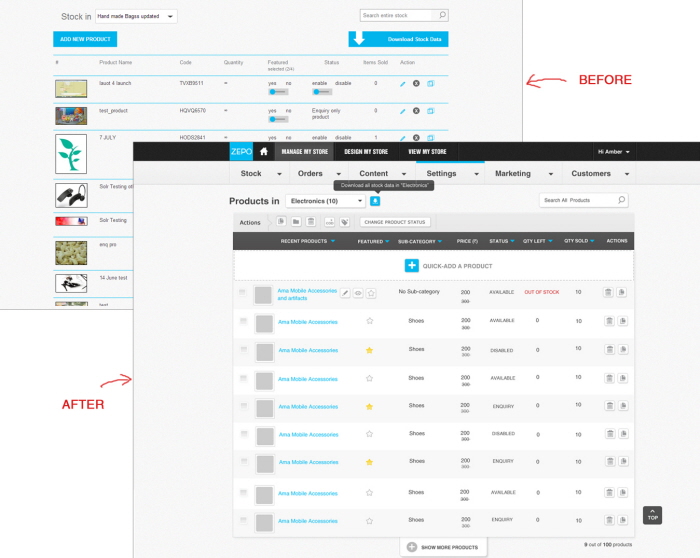 Stock in Hand made Bagss updated
Search entire stock
ADD NEW PRODUCT
Download Stock Data
# Product Name Code Quantity Featured Status Items Sold Action
selected (2/4)
lauot 4 launch TVXB9511 ∞ yes no enable disable 0
test_product HQVQ6570 ∞ yes no Enquiry only 0
product
7 JULY HODS2841 ∞ yes no enable disable 1
Sok Testing
Sok Testing
enq pro
14 June test
test
BEFORE
AFTER
ZEPO MANAGE MY STORE DESIGN MY STORE VIEW MY STORE Hi Amber
Stock Orders Content Settings Marketing Customers
Download all stock data in "Electronics"
Products in Electronics (10) Search All Products
Actions CHANGE PRODUCT STATUS
RECENT PRODUCTS FEATURED SUB-CATEGORY PRICE (₹) STATUS QTY LEFT QTY SOLD ACTIONS
QUICK-ADD A PRODUCT
Ama Mobile Accessories No Sub-category 200 AVAILABLE OUT OF STOCK 10
and artifacts 300
Ama Mobile Accessories Shoes 200 AVAILABLE 0 10
300
Ama Mobile Accessories Shoes 200 DISABLED 0 10
300
Ama Mobile Accessories Shoes 200 AVAILABLE 0 10
300
Ama Mobile Accessories Shoes 200 ENQUIRY 0 10
300
Ama Mobile Accessories Shoes 200 DISABLED 0 10
300
Ama Mobile Accessories Shoes 200 ENQUIRY 0 10
300
Ama Mobile Accessories Shoes 200 AVAILABLE 0 10
300
Ama Mobile Accessories Shoes 200 ENQUIRY 0 10
300
TOP
SHOW MORE PRODUCTS
9 out of 100 products